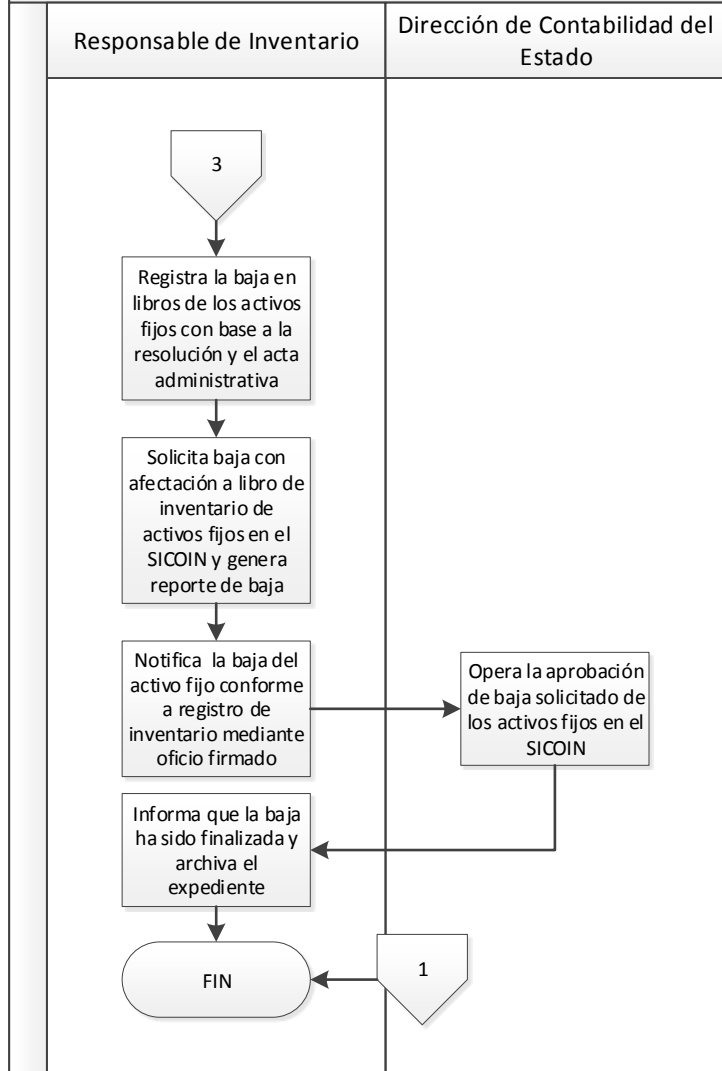 Responsable de Inventario
Dirección de Contabilidad del
Estado
3
Registra la baja en
libros de los activos
fijos con base a la
resolución y el acta
administrativa
Solicita baja con
afectación a libro de
inventario de
activos fijos en el
SICOIN y genera
reporte de baja
Notifica la baja del
activo fijo conforme
a registro de
inventario mediante
oficio firmado
Opera la aprobación
de baja solicitado de
los activos fijos en el
SICOIN
Informa que la baja
ha sido finalizada y
archiva el
expediente
FIN
1